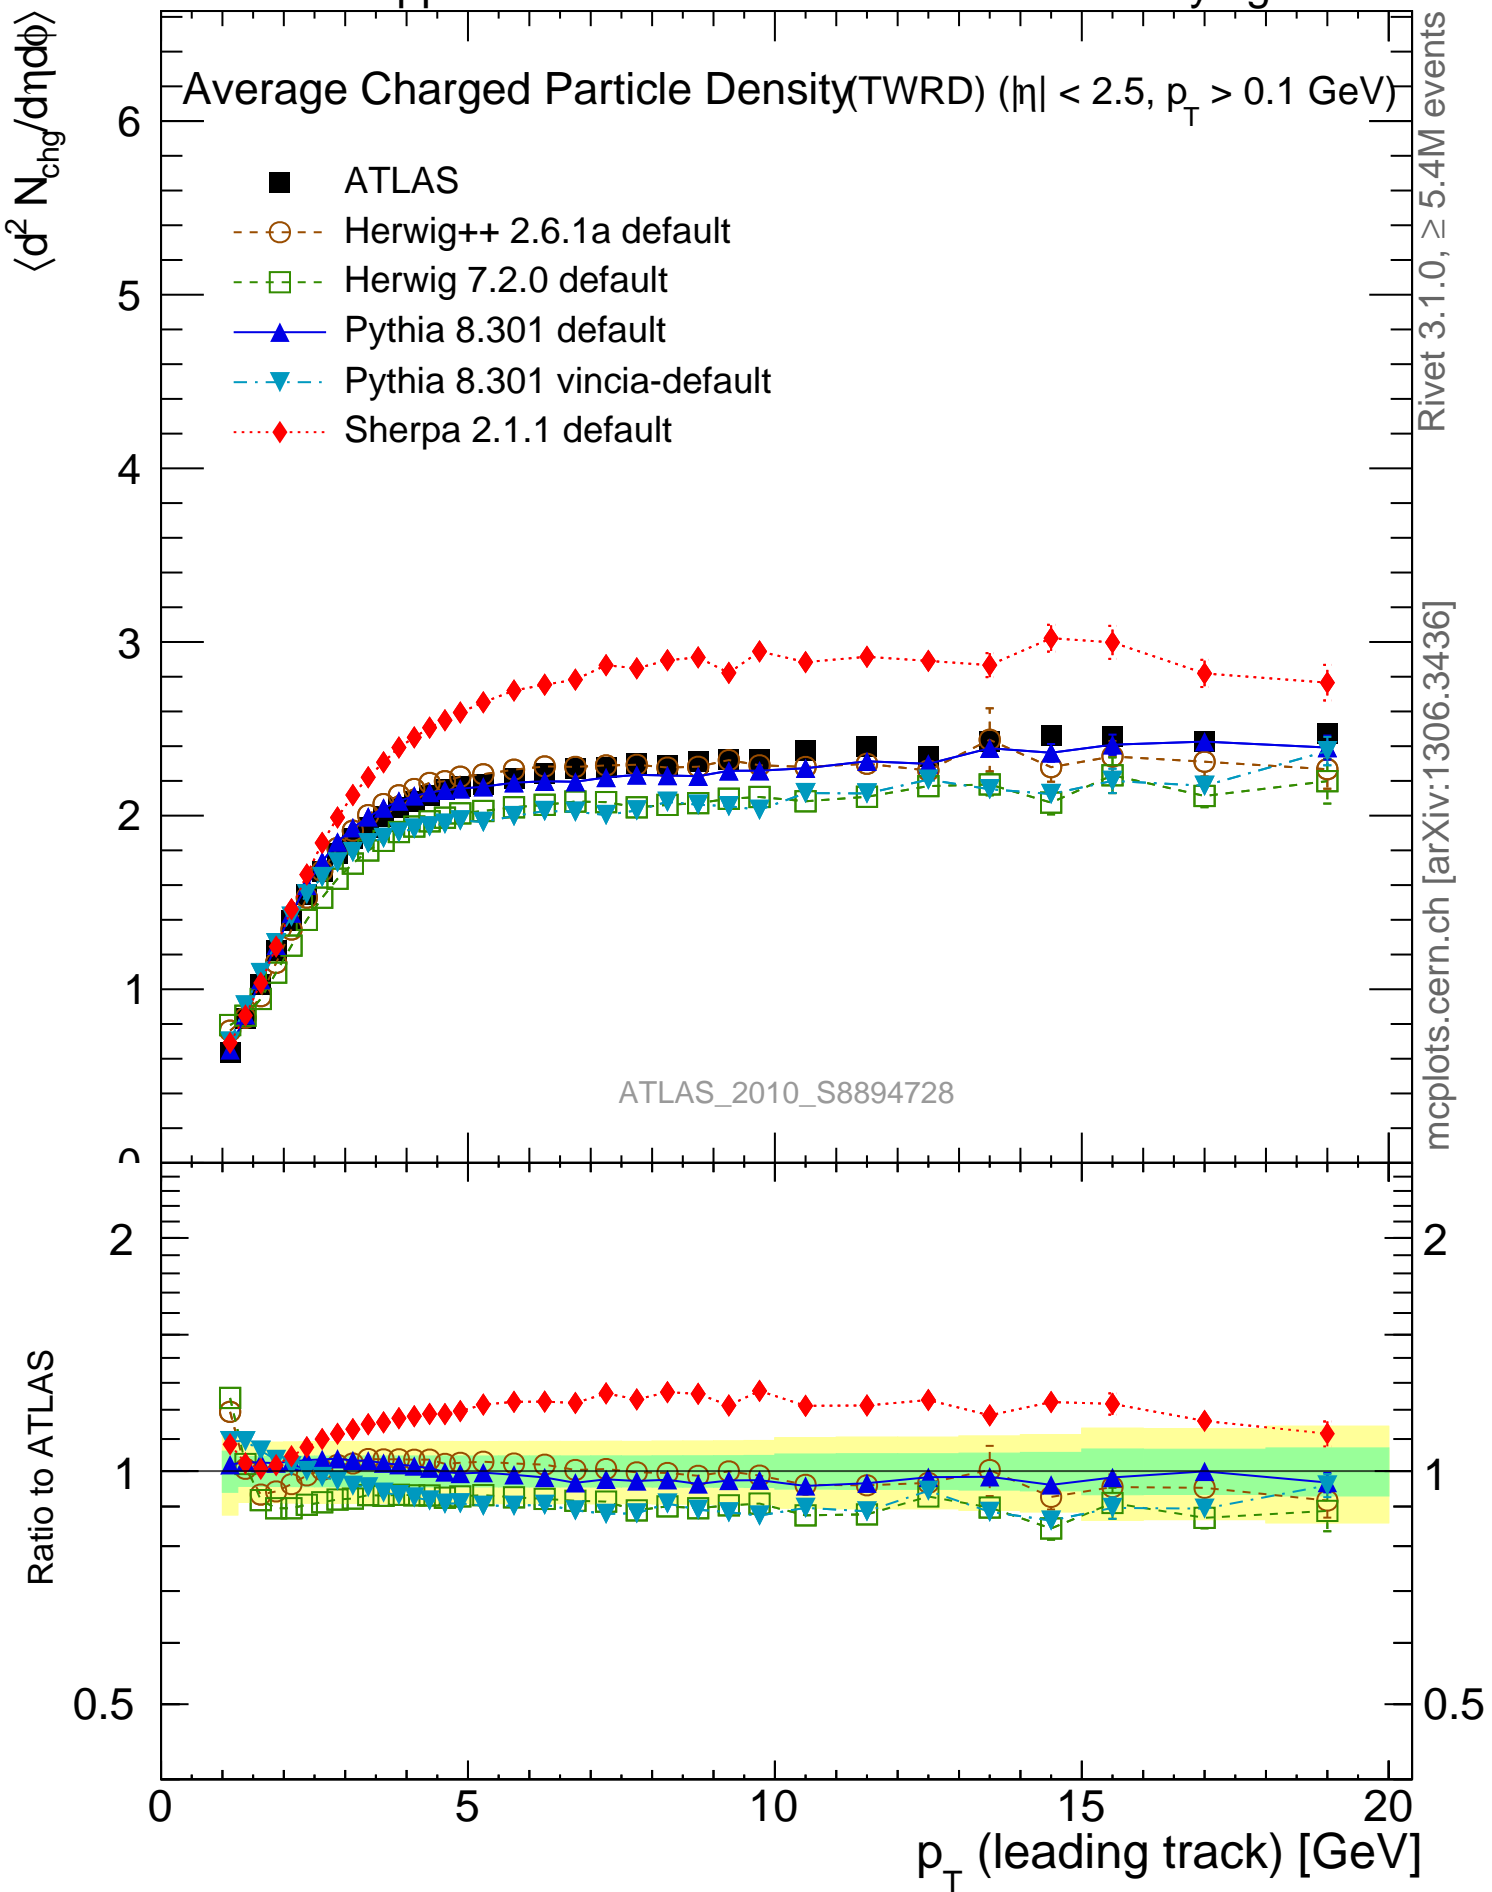 Average Charged Particle Density (TWRD) (|η| < 2.5, p_T > 0.1 GeV)
⟨d² N_chg/dηdϕ⟩
ATLAS
Herwig++ 2.6.1a default
Herwig 7.2.0 default
Pythia 8.301 default
Pythia 8.301 vincia-default
Sherpa 2.1.1 default
6
5
4
3
2
1
0
ATLAS_2010_S8894728
Rivet 3.1.0, ≥ 5.4M events
mcplots.cern.ch [arXiv:1306.3436]
Ratio to ATLAS
2
1
0.5
2
1
0.5
0
5
10
15
20
p_T (leading track) [GeV]